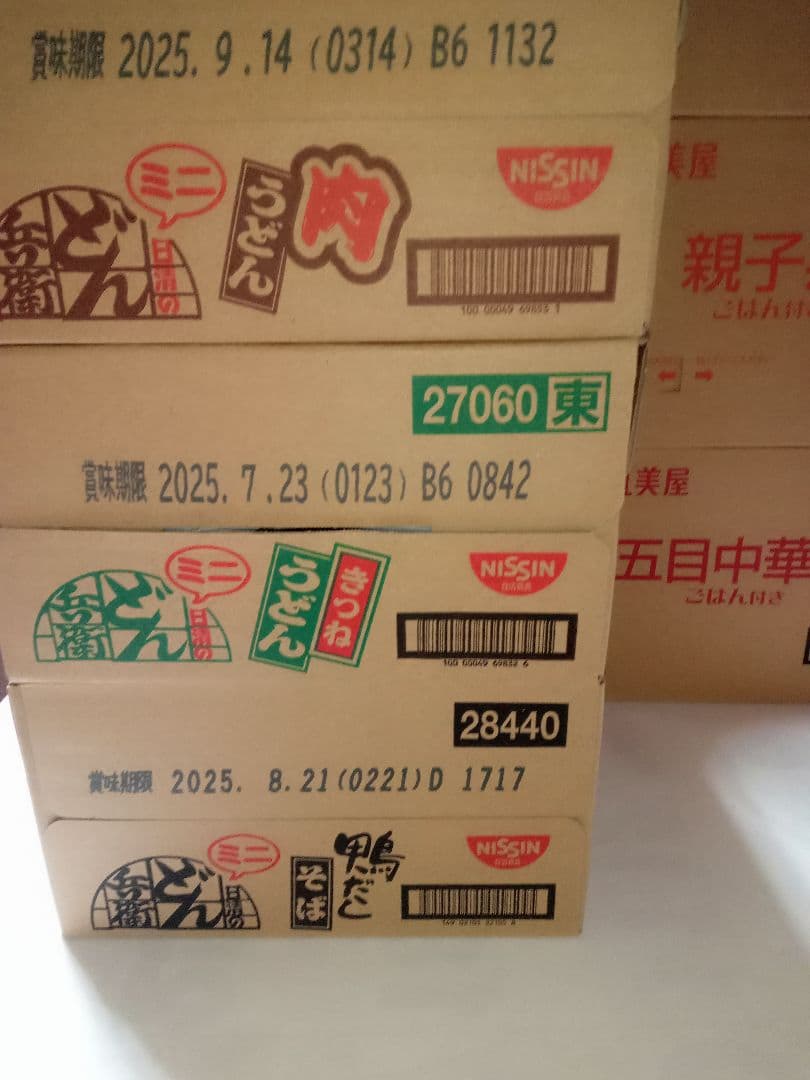 賞味期限 2025. 9.14 (0314) B6 1132
ミニ
日清の
どん兵衛
肉
うどん
NISSIN
27060 東
賞味期限 2025. 7.23 (0123) B6 0842
ミニ
日清の
どん兵衛
きつね
うどん
NISSIN
28440
賞味期限 2025. 8.21 (0221) D 1717
ミニ
日清の
どん兵衛
鴨だし
そば
NISSIN
美屋
親子
ごはん付き
美屋
五目中華
ごはん付き